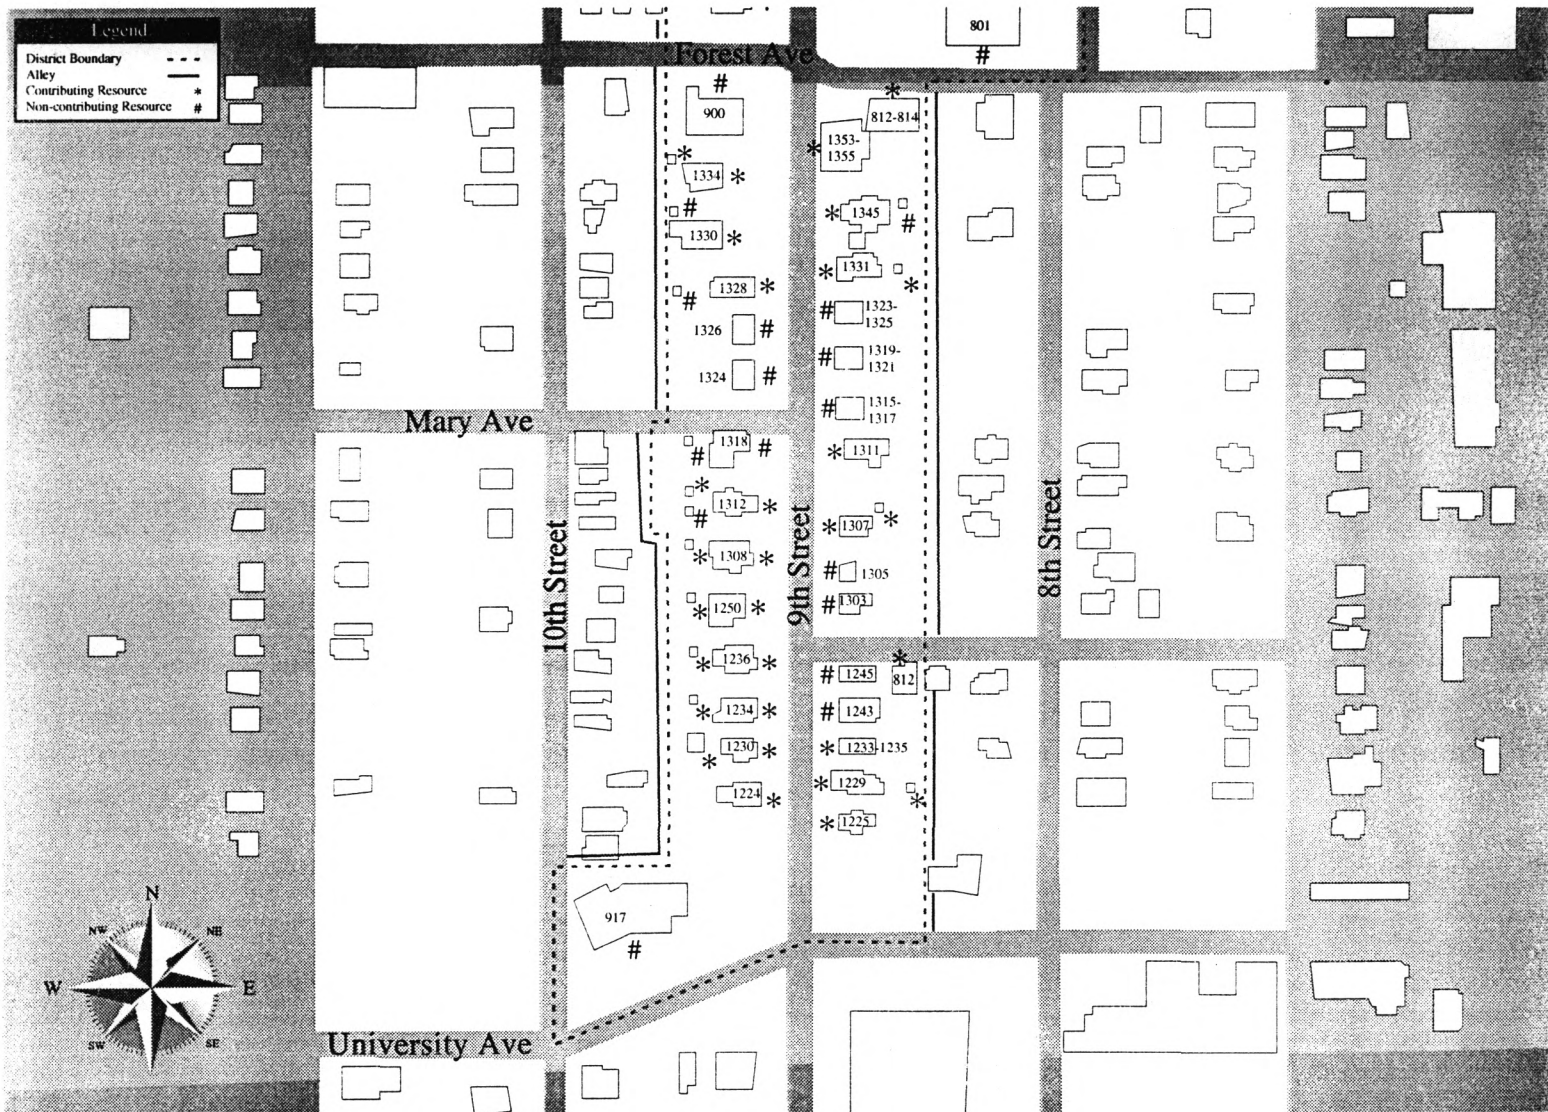 Legend
District Boundary
Alley
Contributing Resource *
Non-contributing Resource #
801
#
Forest Ave
#
900
*
812-814
* 1353-
1355
*
1334 *
#
1330 *
* 1345
#
* 1331
*
1328 *
#
1326 #
1324 #
# 1323-
1325
# 1319-
1321
# 1315-
1317
Mary Ave
1318 #
#
* 1311
*
1312 *
#
* 1307 *
* 1308 *
# 1305
# 1303
* 1250 *
10th Street
9th Street
8th Street
* 1236 *
# 1245
*
812
* 1234 *
# 1243
1230 *
*
* 1233-1235
1224 *
* 1229
*
* 1225
917
#
N
NE
E
SE
SW
W
NW
University Ave